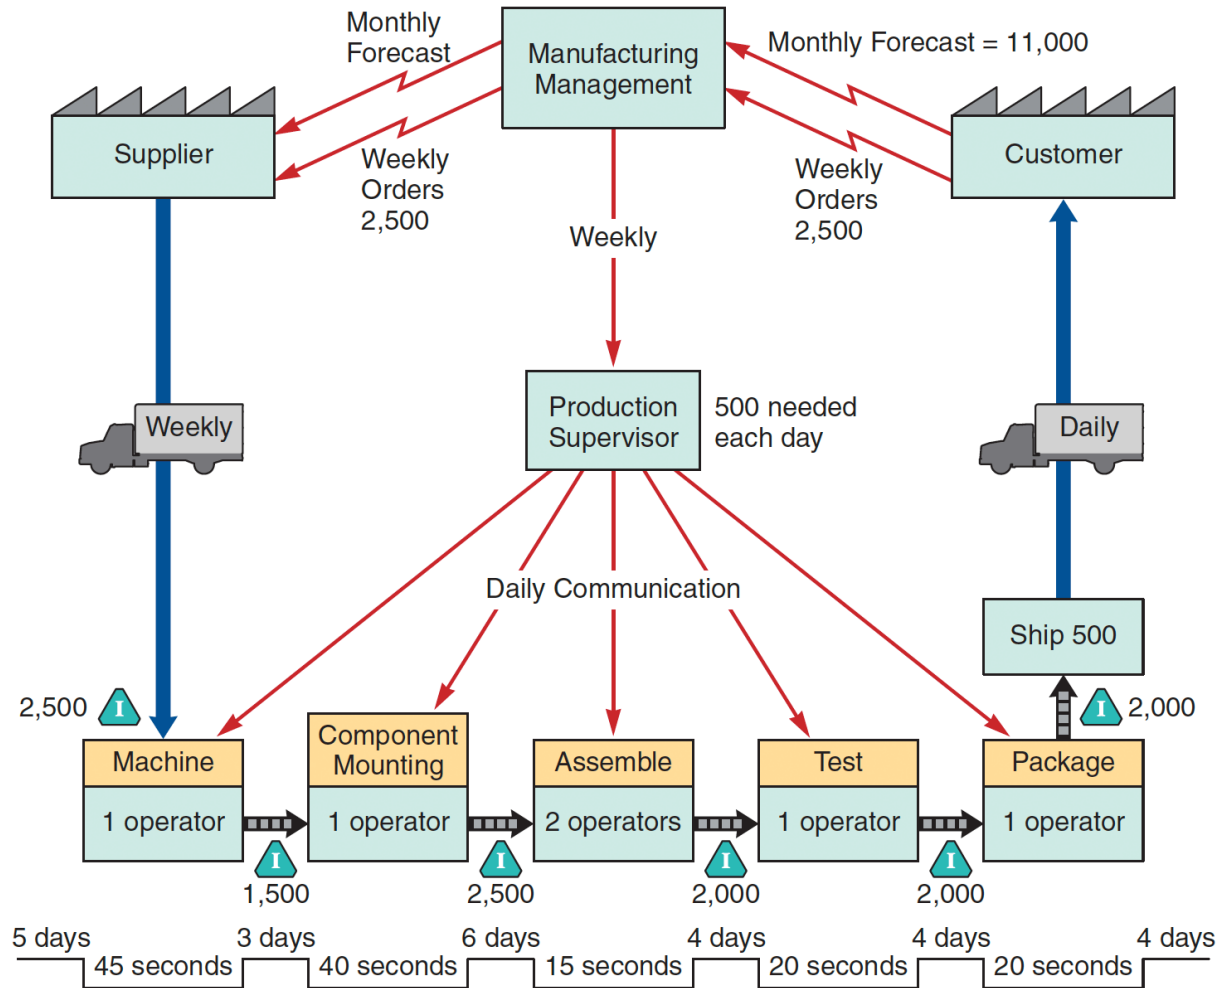 Monthly
Forecast
Manufacturing
Management
Monthly Forecast = 11,000
Supplier
Customer
Weekly
Orders
2,500
Weekly
Orders
2,500
Weekly
Weekly
Production
Supervisor
500 needed
each day
Daily
Daily Communication
Ship 500
2,500
I
I
2,000
Machine
1 operator
Component
Mounting
1 operator
Assemble
2 operators
Test
1 operator
Package
1 operator
I
1,500
I
2,500
I
2,000
I
2,000
5 days
45 seconds
3 days
40 seconds
6 days
15 seconds
4 days
20 seconds
4 days
20 seconds
4 days